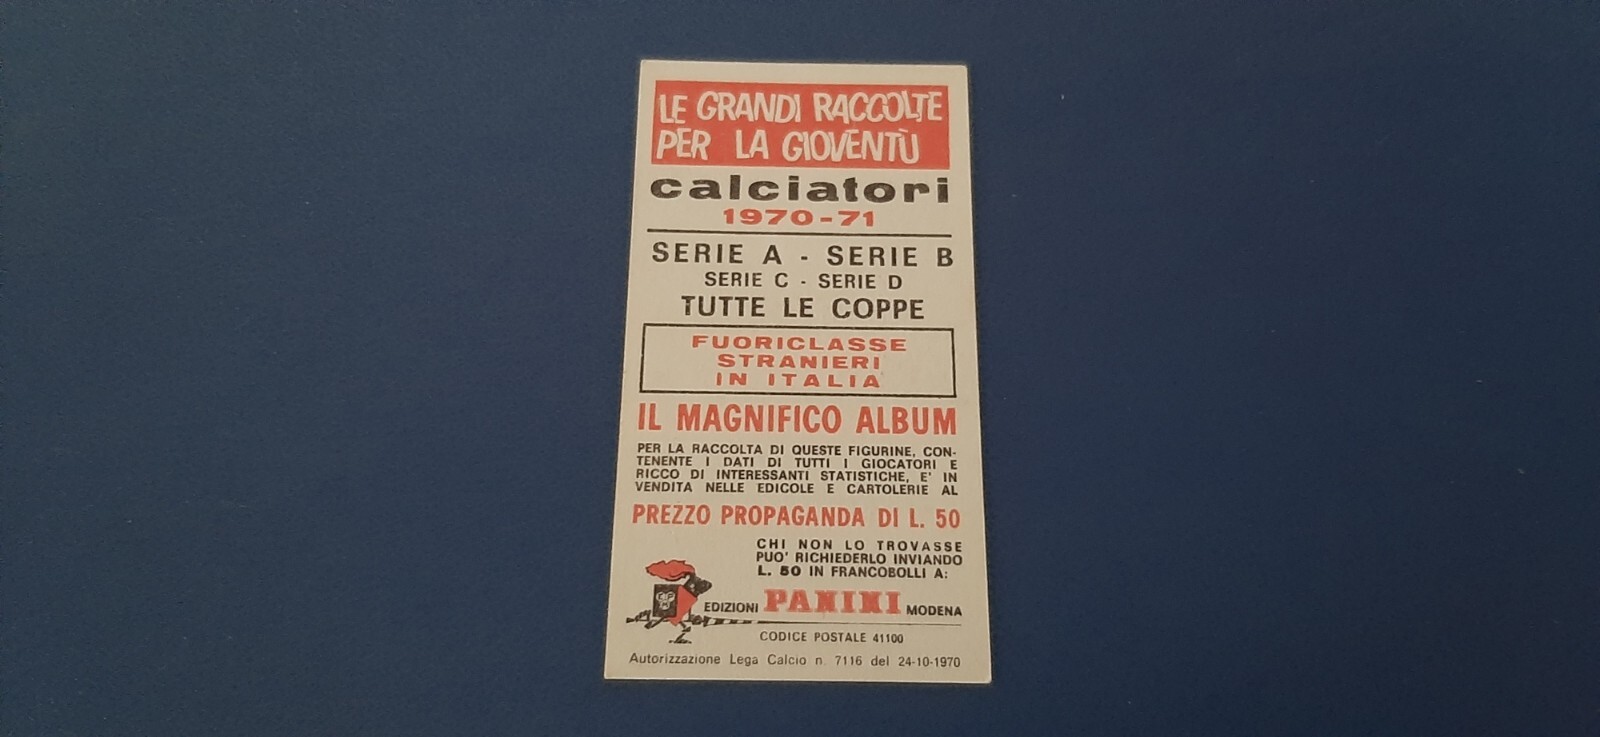 LE GRANDI RACCOLTE
PER LA GIOVENTÙ
calciatori
1970-71
SERIE A - SERIE B
SERIE C - SERIE D
TUTTE LE COPPE
FUORICLASSE
STRANIERI
IN ITALIA
IL MAGNIFICO ALBUM
PER LA RACCOLTA DI QUESTE FIGURINE, CON-
TENENTE I DATI DI TUTTI I GIOCATORI E
RICCO DI INTERESSANTI STATISTICHE, E' IN
VENDITA NELLE EDICOLE E CARTOLERIE AL
PREZZO PROPAGANDA DI L. 50
CHI NON LO TROVASSE
PUO' RICHIEDERLO INVIANDO
L. 50 IN FRANCOBOLLI A:
EDIZIONI PANINI MODENA
CODICE POSTALE 41100
Autorizzazione Lega Calcio n. 7116 del 24-10-1970